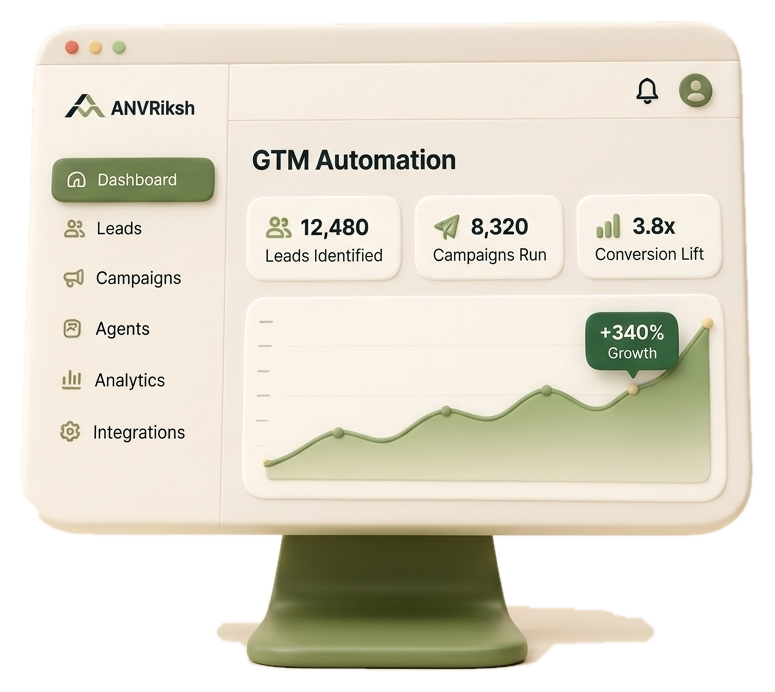 ANVRiksh
Dashboard
Leads
Campaigns
Agents
Analytics
Integrations
GTM Automation
12,480
Leads Identified
8,320
Campaigns Run
3.8x
Conversion Lift
+340%
Growth